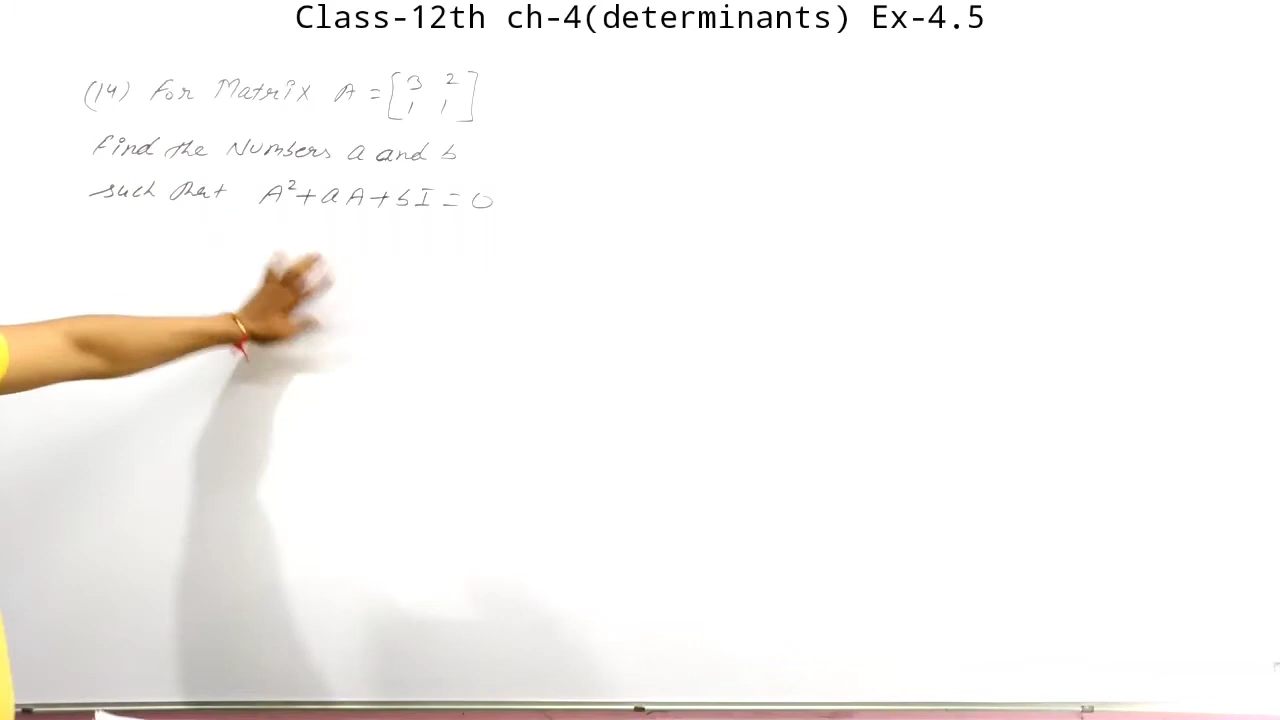 Class-12th ch-4(determinants) Ex-4.5
(14) For Matrix A = [3 2
1 1]
find the Numbers a and b
such that A²+aA+bI=0